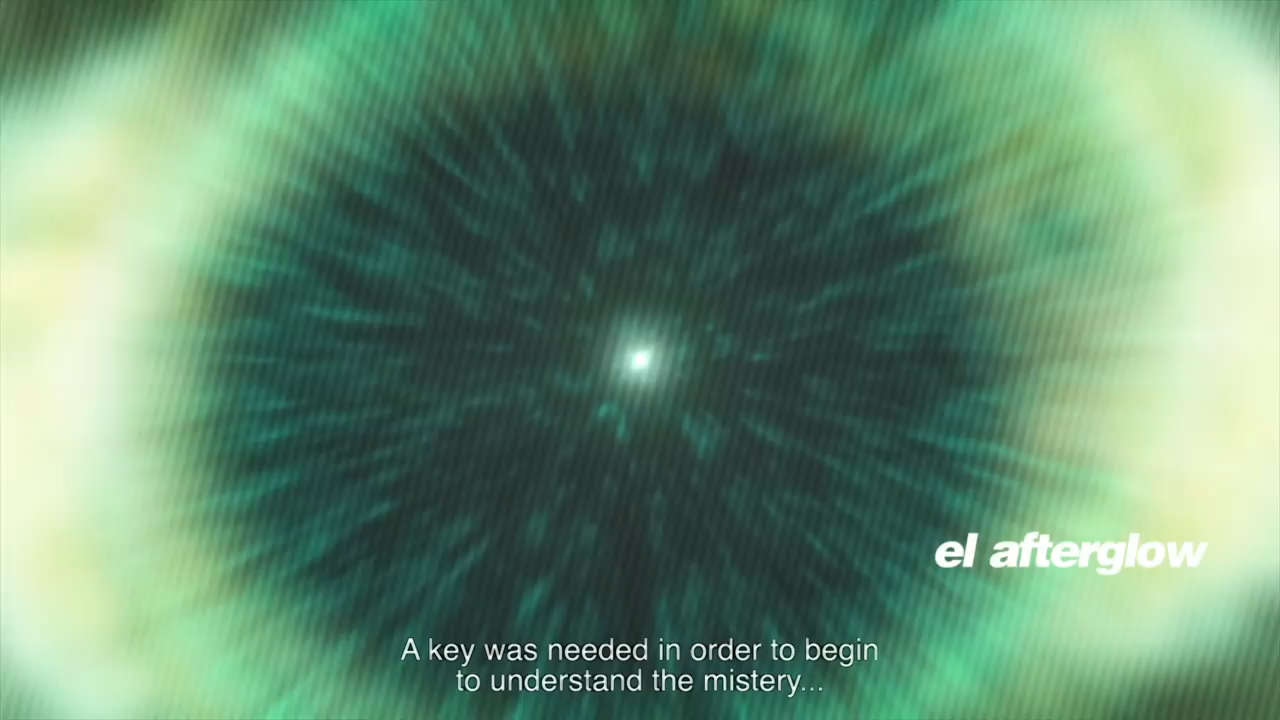 el afterglow
A key was needed in order to begin
to understand the mistery...